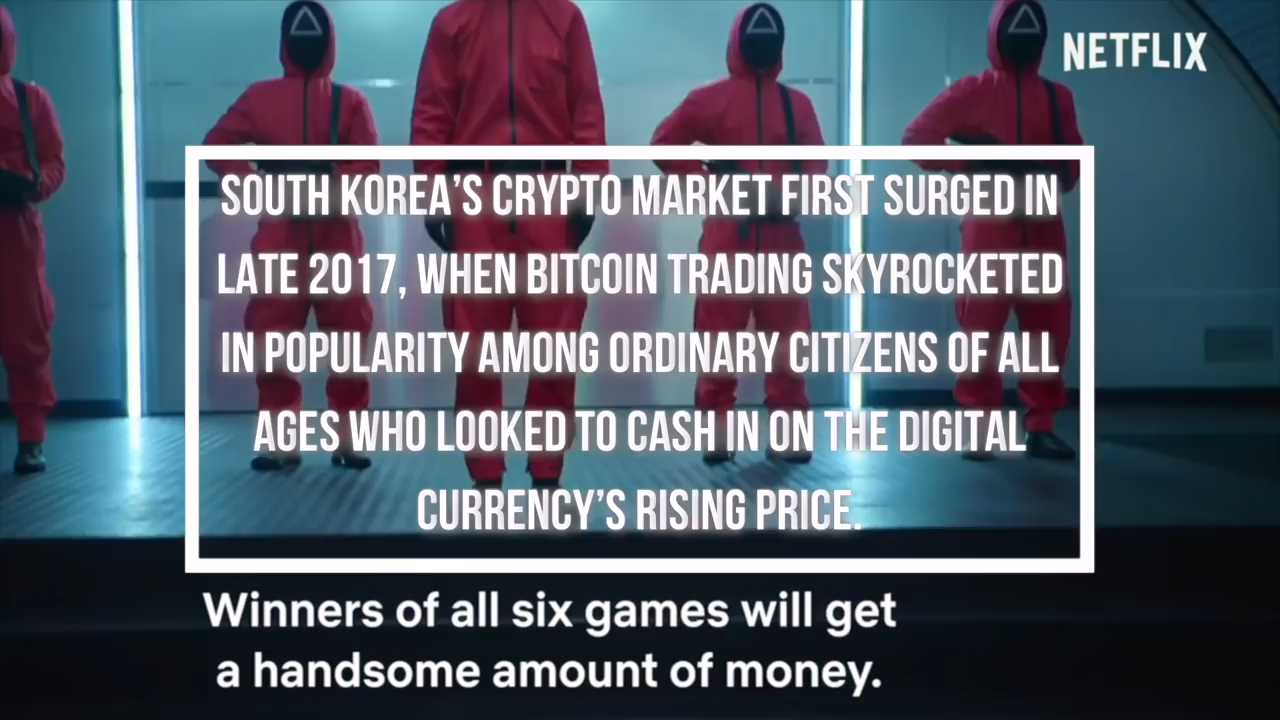 NETFLIX
SOUTH KOREA’S CRYPTO MARKET FIRST SURGED IN
LATE 2017, WHEN BITCOIN TRADING SKYROCKETED
IN POPULARITY AMONG ORDINARY CITIZENS OF ALL
AGES WHO LOOKED TO CASH IN ON THE DIGITAL
CURRENCY’S RISING PRICE.
Winners of all six games will get
a handsome amount of money.